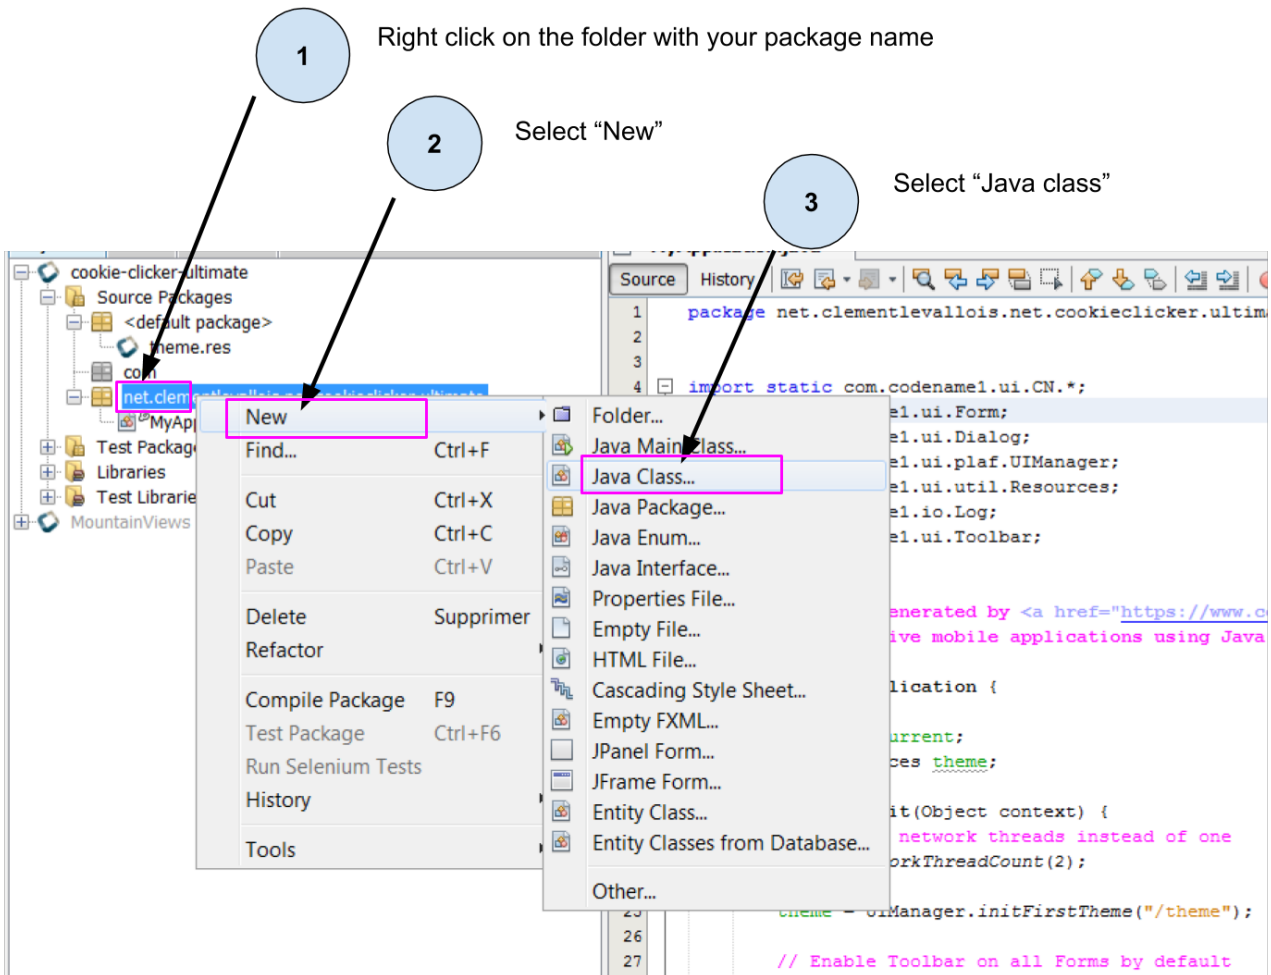 1
Right click on the folder with your package name
2
Select “New”
3
Select “Java class”
cookie-clicker-ultimate
Source Packages
<default package>
theme.res
com
MyApp
Test Package
Libraries
Test Librarie
MountainViews
New
Find... Ctrl+F
Cut Ctrl+X
Copy Ctrl+C
Paste Ctrl+V
Delete Supprimer
Refactor
Compile Package F9
Test Package Ctrl+F6
Run Selenium Tests
History
Tools
Folder...
Java Main Class...
Java Class...
Java Package...
Java Enum...
Java Interface...
Properties File...
Empty File...
HTML File...
Cascading Style Sheet...
Empty FXML...
JPanel Form...
JFrame Form...
Entity Class...
Entity Classes from Database...
Other...
Source History
1 package net.clementlevallois.net.cookieclicker.ultima
2
3
4 import static com.codename1.ui.CN.*;
e1.ui.Form;
e1.ui.Dialog;
e1.ui.plaf.UIManager;
e1.ui.util.Resources;
e1.io.Log;
e1.ui.Toolbar;
enerated by <a href="https://www.co
ive mobile applications using Java
lication {
urrent;
ces theme;
it(Object context) {
network threads instead of one
orkThreadCount(2);
25 theme = UIManager.initFirstTheme("/theme");
26
27 // Enable Toolbar on all Forms by default